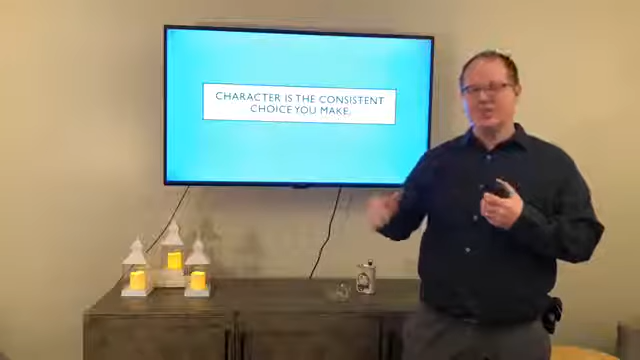 CHARACTER IS THE CONSISTENT
CHOICE YOU MAKE.